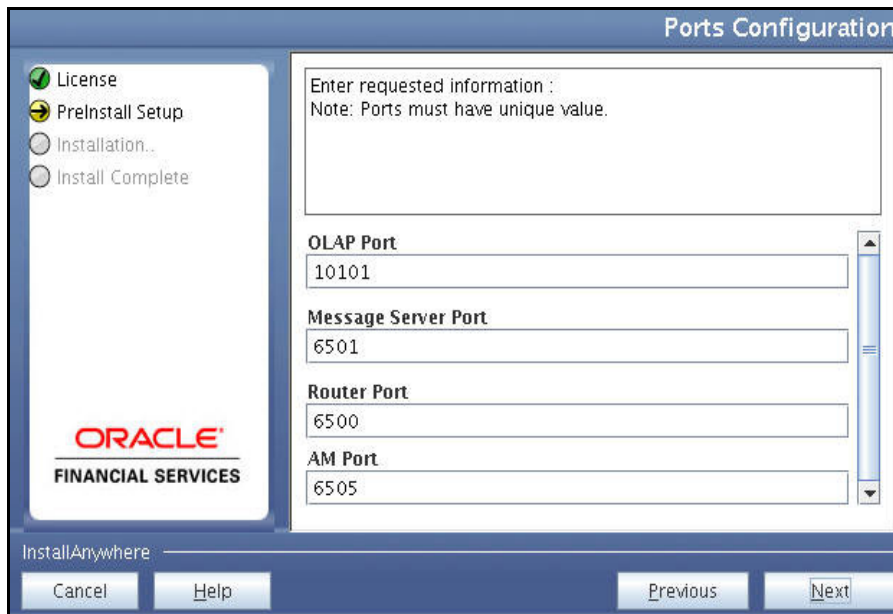 Ports Configuration
License
PreInstall Setup
Installation..
Install Complete
ORACLE
FINANCIAL SERVICES
Enter requested information :
Note: Ports must have unique value.
OLAP Port
10101
Message Server Port
6501
Router Port
6500
AM Port
6505
InstallAnywhere
Cancel
Help
Previous
Next